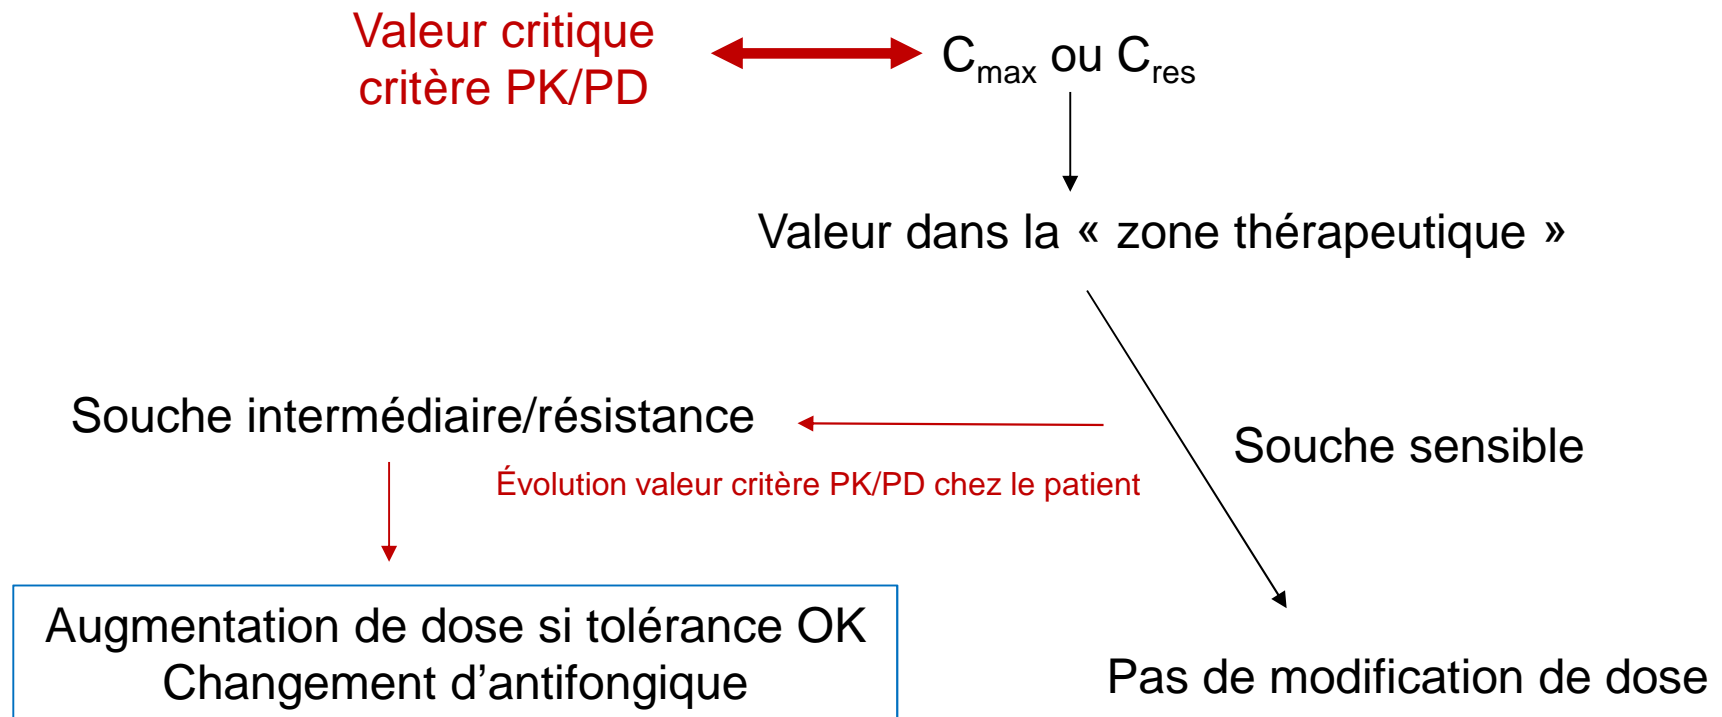 Valeur critique
critère PK/PD
Cmax ou Cres
Valeur dans la « zone thérapeutique »
Souche intermédiaire/résistance
Souche sensible
Évolution valeur critère PK/PD chez le patient
Augmentation de dose si tolérance OK
Changement d’antifongique
Pas de modification de dose